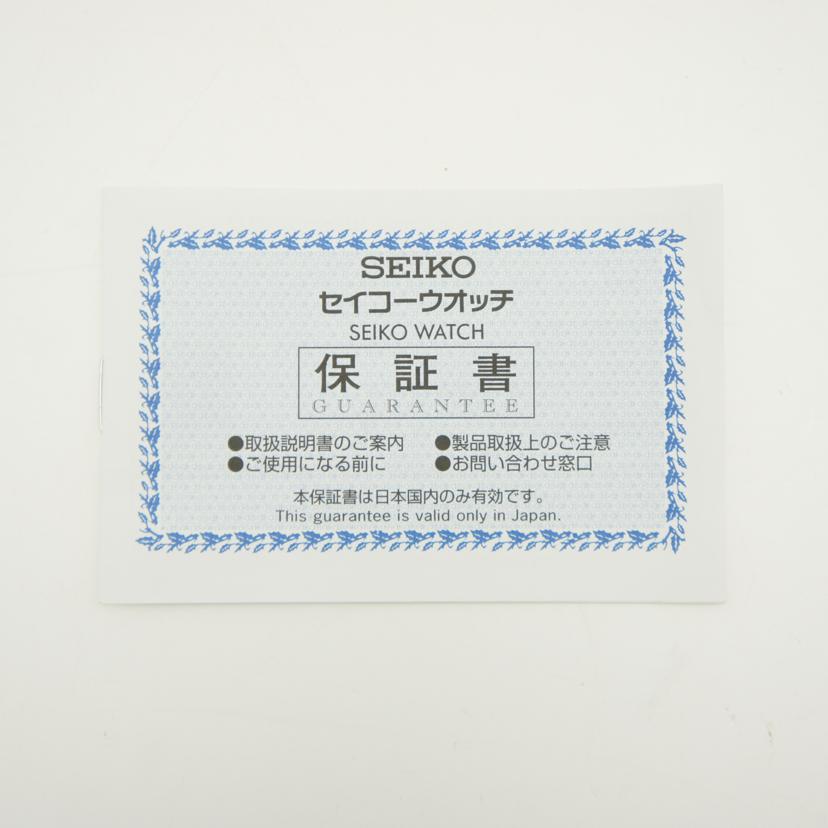 SEIKO
セイコーウオッチ
SEIKO WATCH
保証書
GUARANTEE
●取扱説明書のご案内 ●製品取扱上のご注意
●ご使用になる前に ●お問い合わせ窓口
本保証書は日本国内のみ有効です。
This guarantee is valid only in Japan.